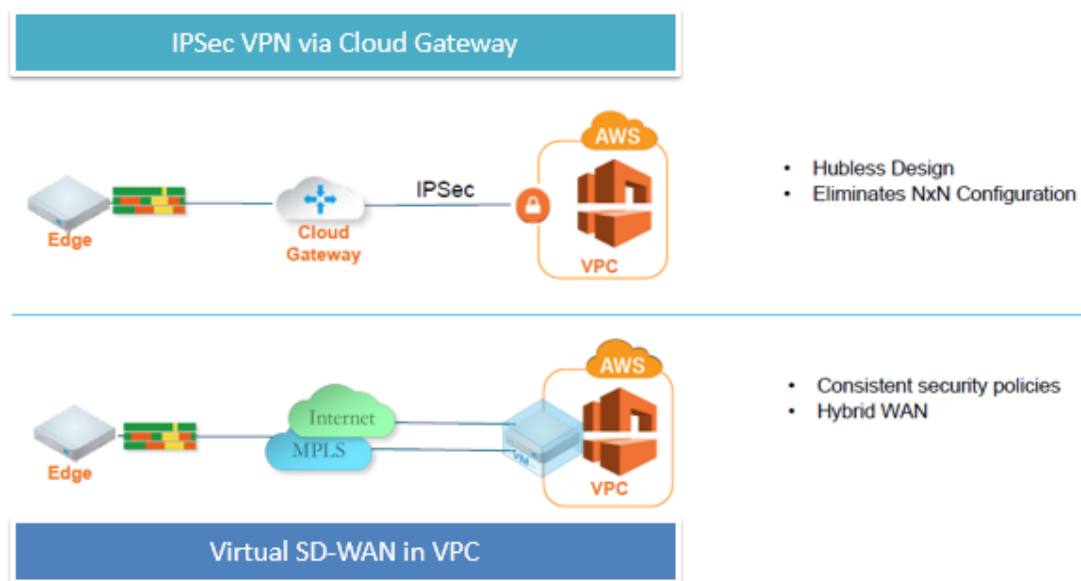 IPSec VPN via Cloud Gateway
AWS
IPSec
Edge
Cloud
Gateway
VPC
• Hubless Design
• Eliminates NxN Configuration
AWS
Internet
MPLS
VM
Edge
VPC
• Consistent security policies
• Hybrid WAN
Virtual SD-WAN in VPC